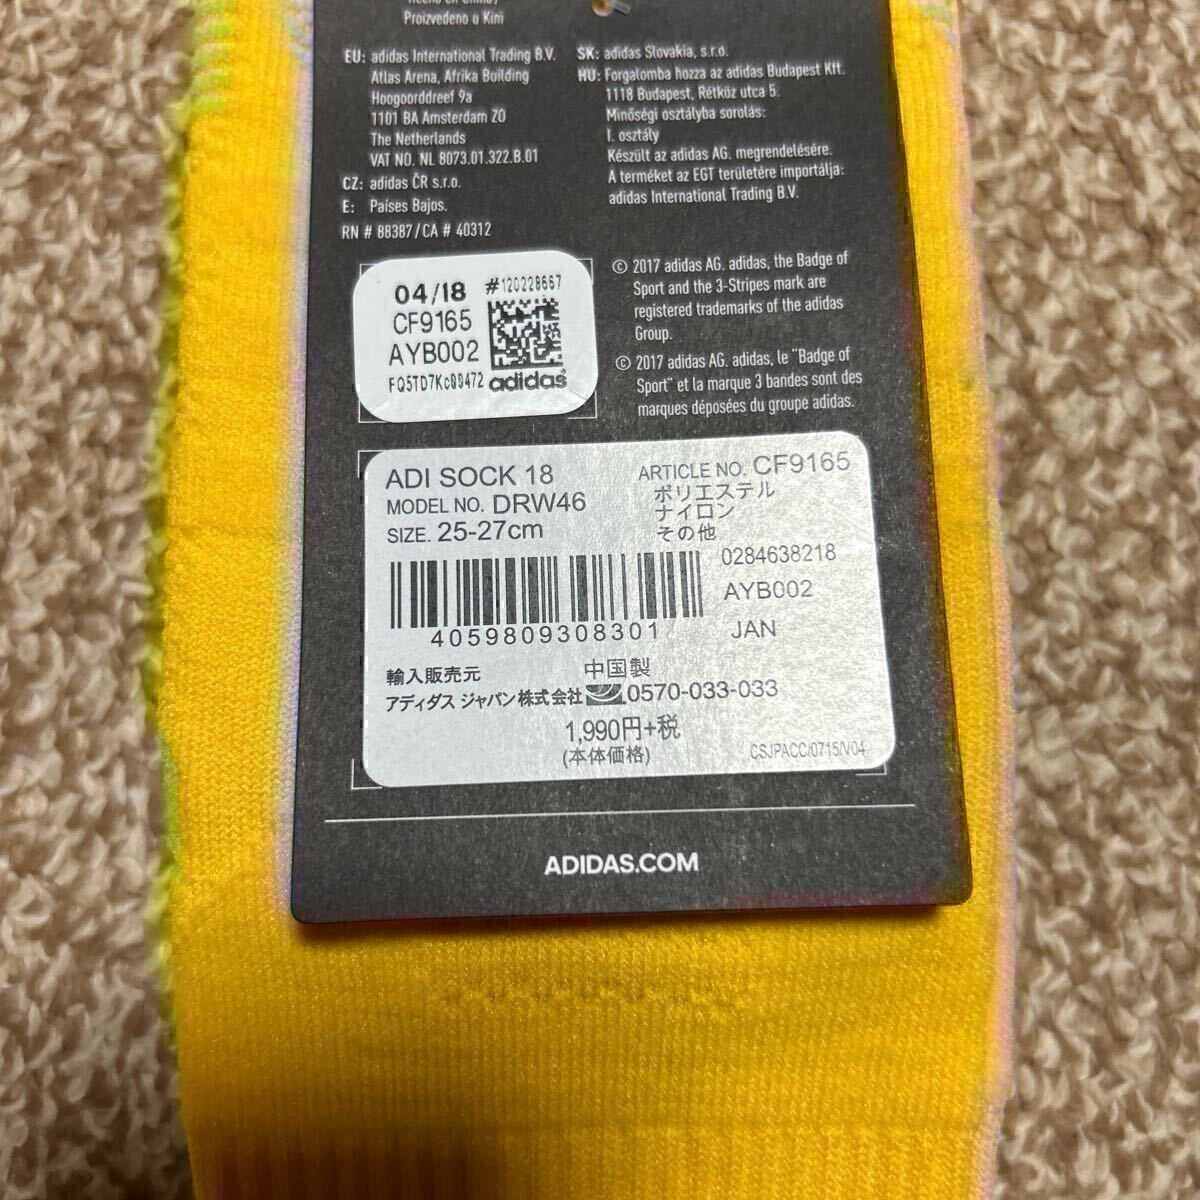 Proizvedeno u Kini
EU: adidas International Trading B.V.
Atlas Arena, Afrika Building
Hoogoorddreef 9a
1101 BA Amsterdam ZO
The Netherlands
VAT NO. NL 8073.01.322.B.01
CZ: adidas ČR s.r.o.
E: Países Bajos.
RN # 88387 / CA # 40312
SK: adidas Slovakia, s.r.o.
HU: Forgalomba hozza az adidas Budapest Kft.
1118 Budapest, Rétköz utca 5.
Minőségi osztályba sorolás:
I. osztály
Készült az adidas AG. megrendelésére.
A terméket az EGT területére importálja:
adidas International Trading B.V.
© 2017 adidas AG. adidas, the Badge of
Sport and the 3-Stripes mark are
registered trademarks of the adidas
Group.
© 2017 adidas AG. adidas, le "Badge of
Sport" et la marque 3 bandes sont des
marques déposées du groupe adidas.
04/18 #120228667
CF9165
AYB002
FQ5TD7Kc08472 adidas
ADI SOCK 18
MODEL NO. DRW46
SIZE. 25-27cm
ARTICLE NO. CF9165
ポリエステル
ナイロン
その他
0284638218
AYB002
JAN
4059809308301
輸入販売元 中国製
アディダス ジャパン株式会社 0570-033-033
1,990円+税
(本体価格)
CSJPACC/0715/V04
ADIDAS.COM